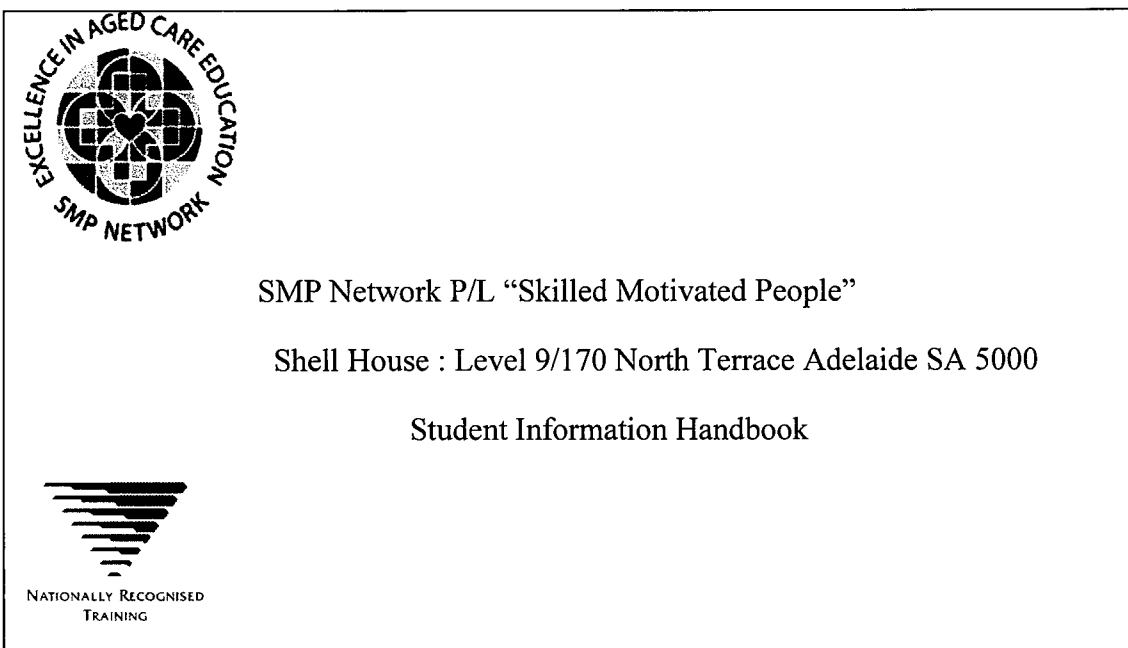 EXCELLENCE IN AGED CARE EDUCATION
SMP NETWORK
SMP Network P/L “Skilled Motivated People”
Shell House : Level 9/170 North Terrace Adelaide SA 5000
Student Information Handbook
NATIONALLY RECOGNISED
TRAINING